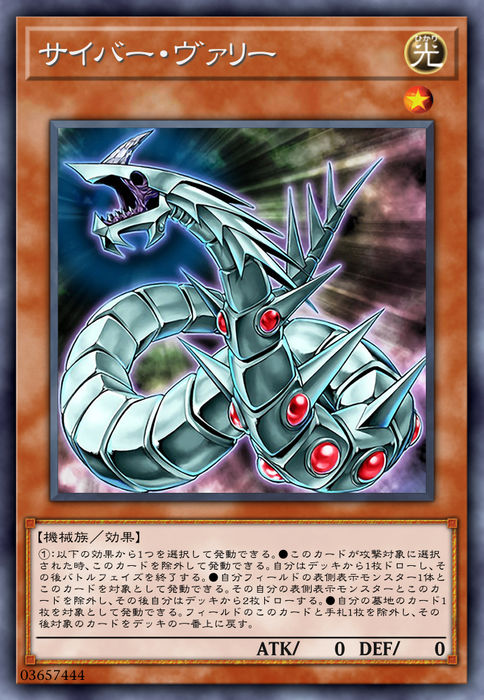 サイバー・ヴァリー
ひかり
光
【機械族／効果】
①：以下の効果から1つを選択して発動できる。●このカードが攻撃対象に選択
された時、このカードを除外して発動できる。自分はデッキから1枚ドローし、そ
の後バトルフェイズを終了する。●自分フィールドの表側表示モンスター1体と
このカードを対象として発動できる。その自分の表側表示モンスターとこのカ
ードを除外し、その後自分はデッキから2枚ドローする。●自分の墓地のカード1
枚を対象として発動できる。フィールドのこのカードと手札1枚を除外し、その
後対象のカードをデッキの一番上に戻す。
ATK/ 0 DEF/ 0
03657444